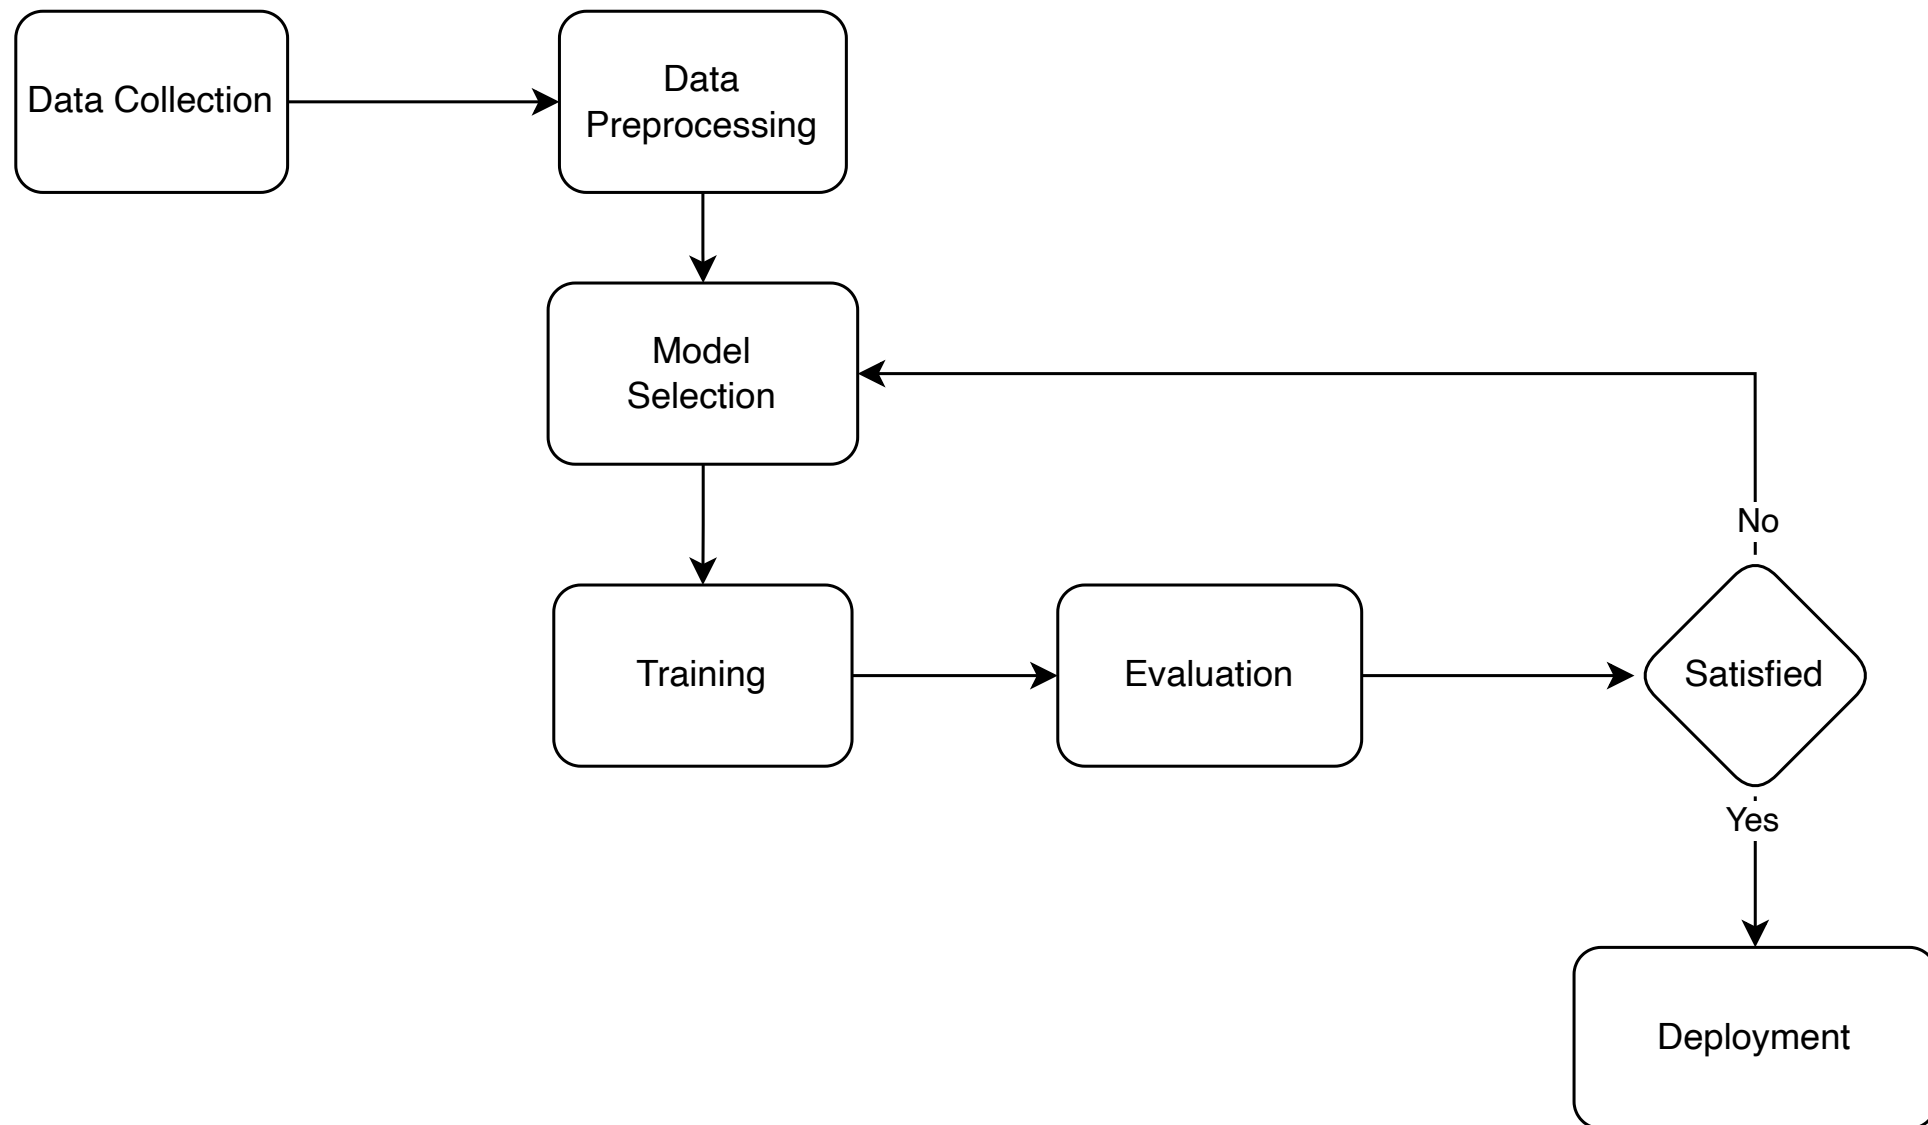 Data Collection
Data
Preprocessing
Model
Selection
No
Training
Evaluation
Satisfied
Yes
Deployment